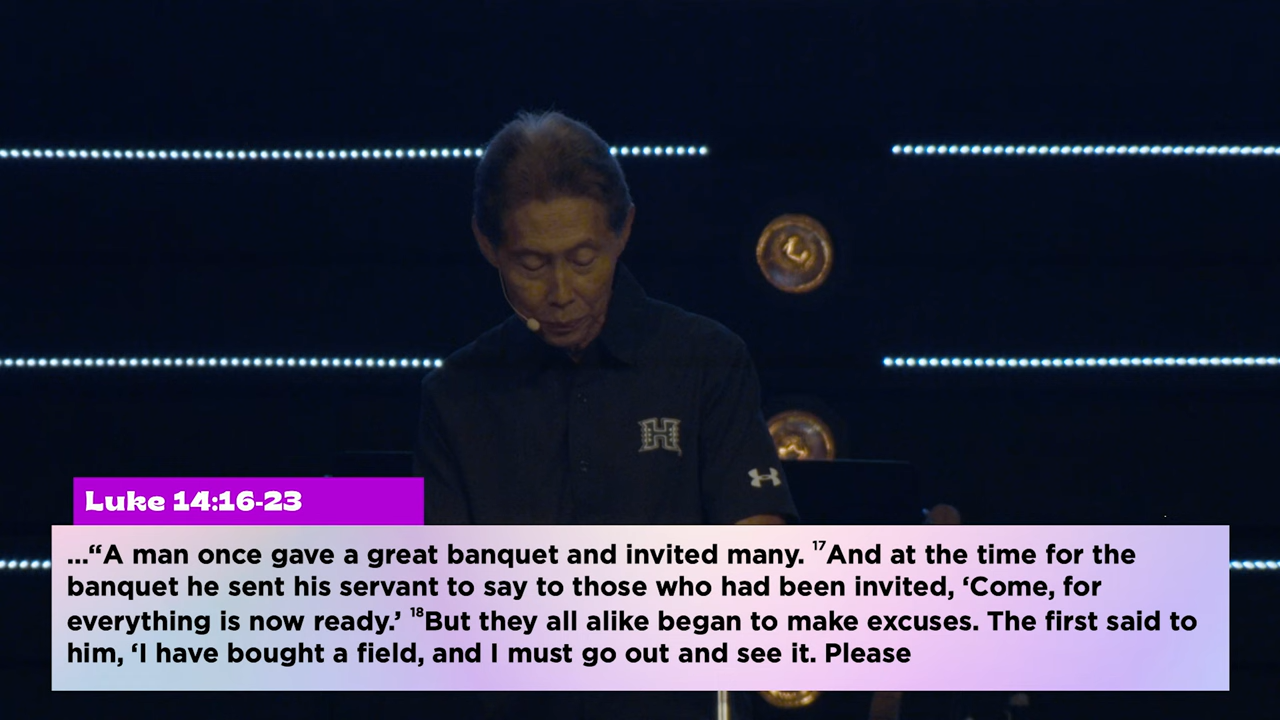 H
Luke 14:16-23
...“A man once gave a great banquet and invited many. ¹⁷And at the time for the
banquet he sent his servant to say to those who had been invited, ‘Come, for
everything is now ready.’ ¹⁸But they all alike began to make excuses. The first said to
him, ‘I have bought a field, and I must go out and see it. Please